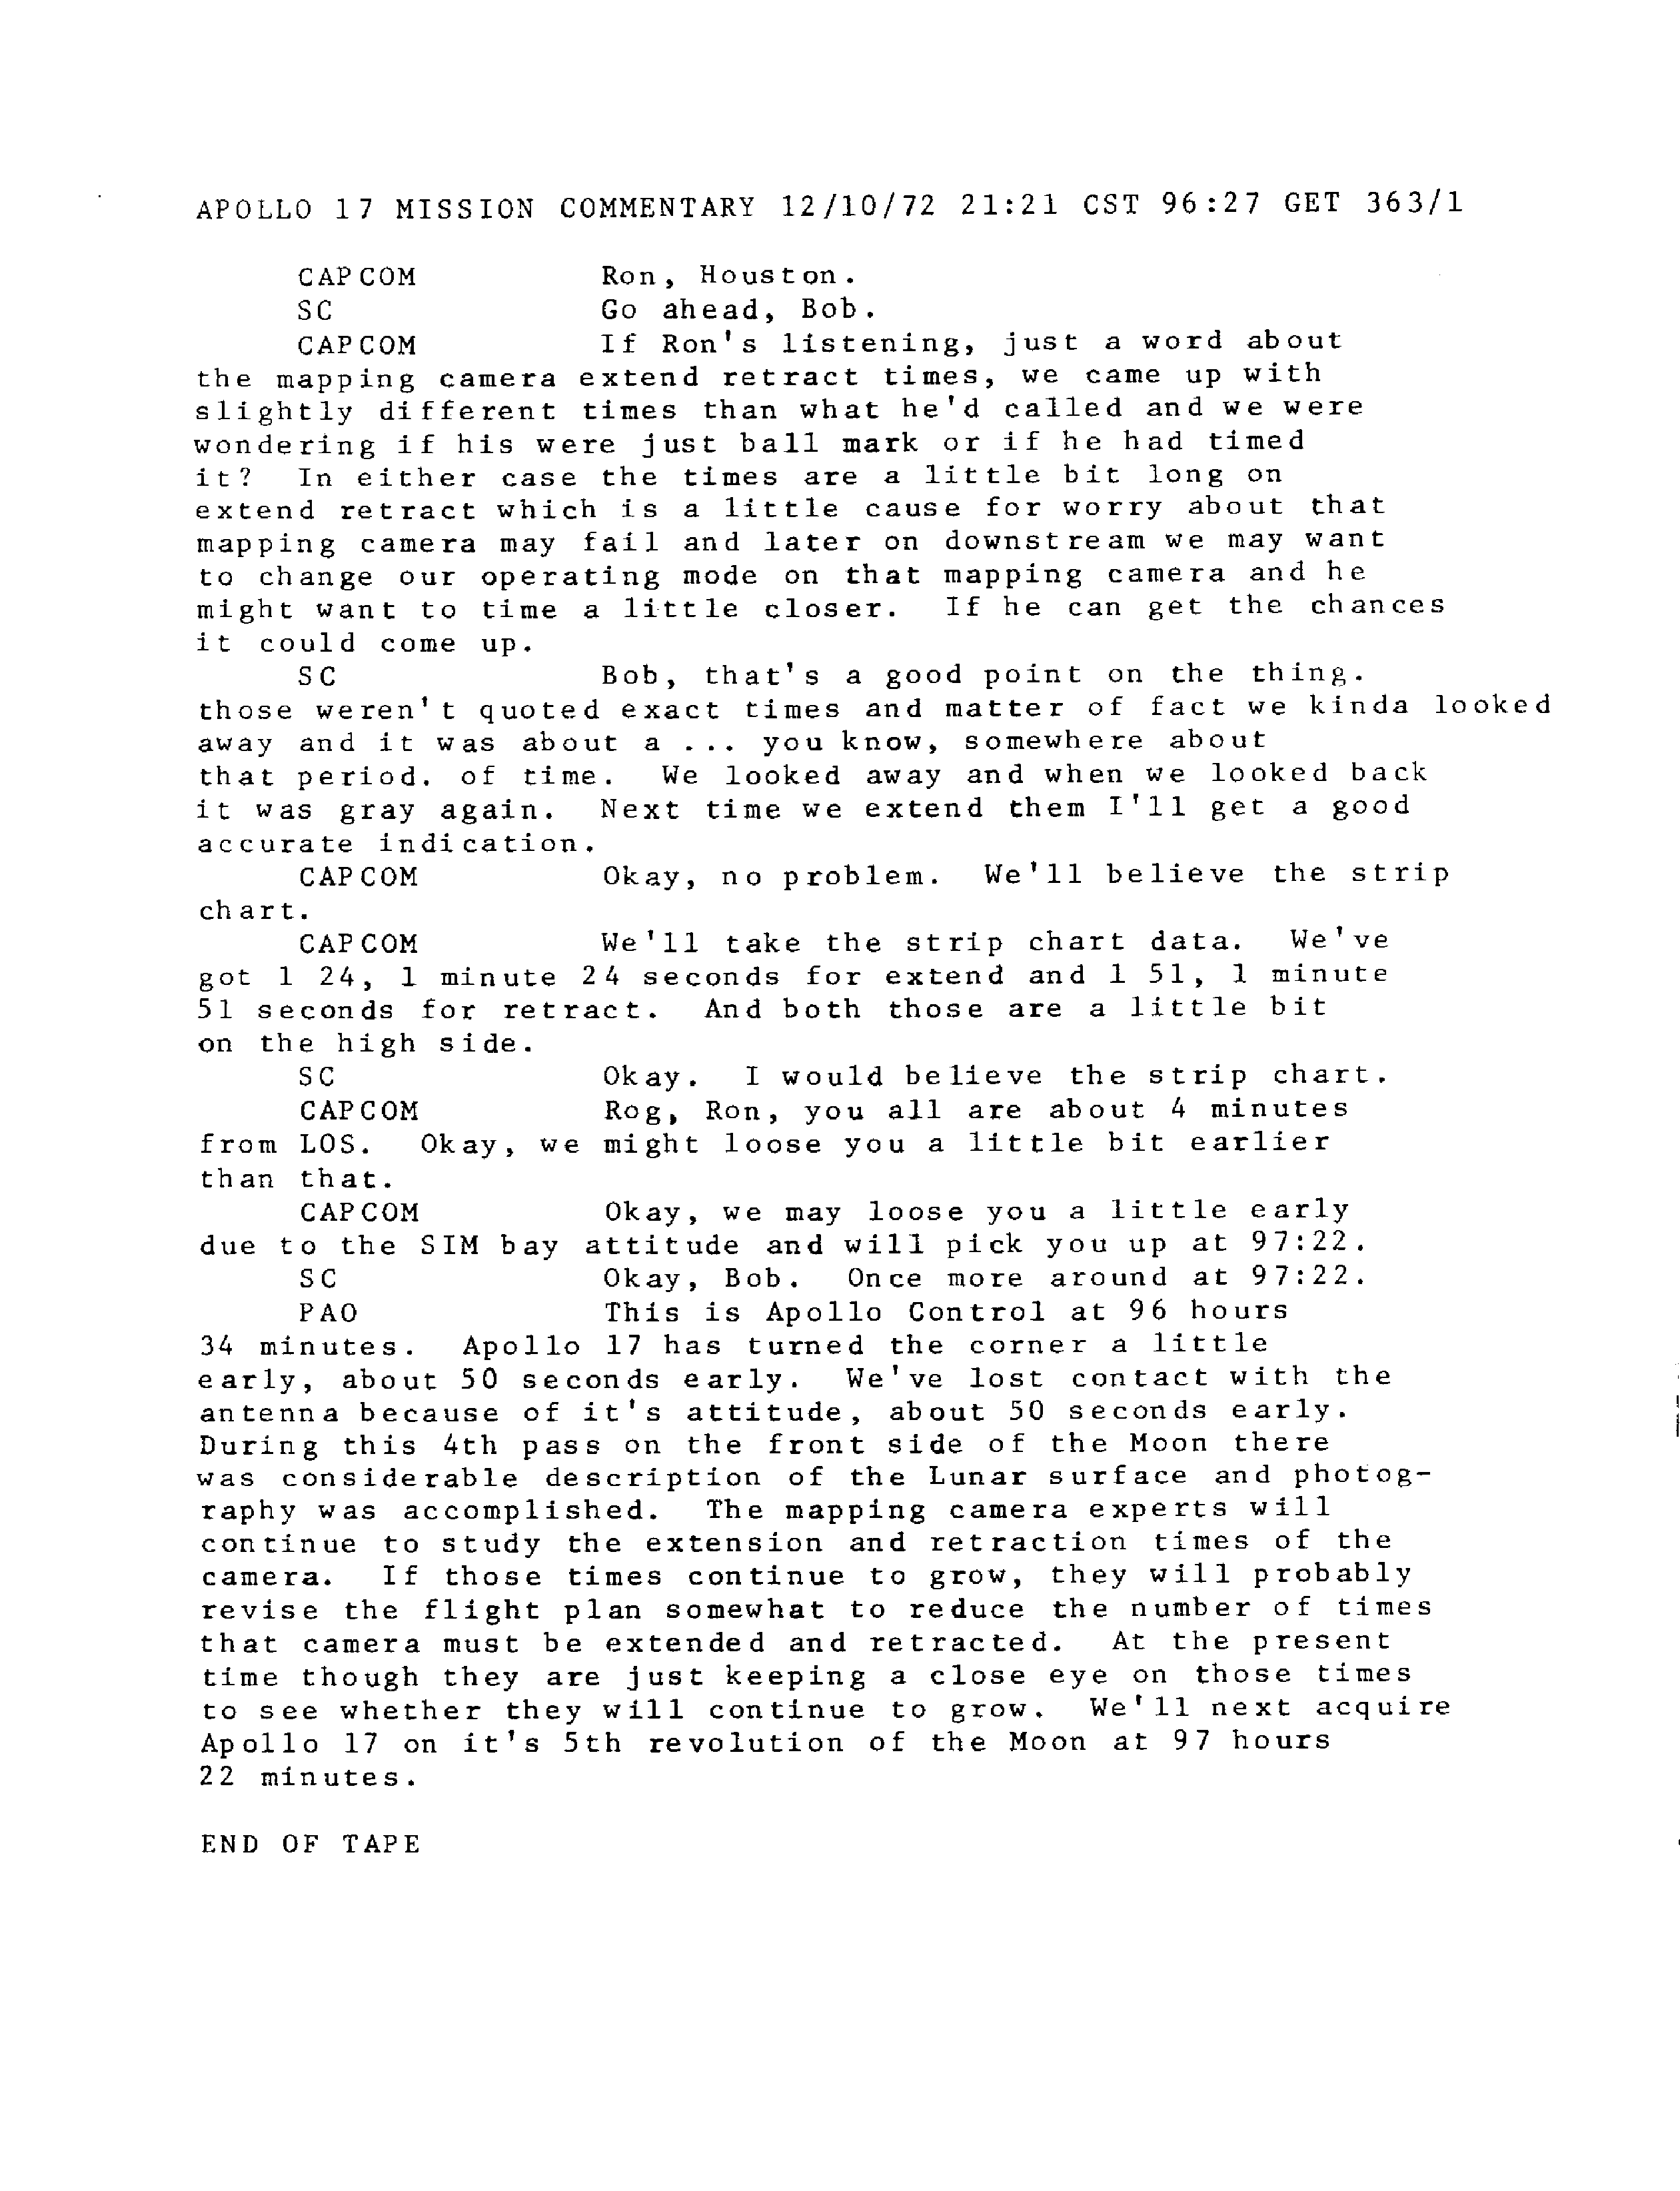 APOLLO 17 MISSION COMMENTARY 12/10/72 21:21 CST 96:27 GET 363/1
CAPCOM Ron, Houston.
SC Go ahead, Bob.
CAPCOM If Ron's listening, just a word about
the mapping camera extend retract times, we came up with
slightly different times than what he'd called and we were
wondering if his were just ball mark or if he had timed
it? In either case the times are a little bit long on
extend retract which is a little cause for worry about that
mapping camera may fail and later on downstream we may want
to change our operating mode on that mapping camera and he
might want to time a little closer. If he can get the chances
it could come up.
SC Bob, that's a good point on the thing.
those weren't quoted exact times and matter of fact we kinda looked
away and it was about a ... you know, somewhere about
that period. of time. We looked away and when we looked back
it was gray again. Next time we extend them I'll get a good
accurate indication.
CAPCOM Okay, no problem. We'll believe the strip
chart.
CAPCOM We'll take the strip chart data. We've
got 1 24, 1 minute 24 seconds for extend and 1 51, 1 minute
51 seconds for retract. And both those are a little bit
on the high side.
SC Okay. I would believe the strip chart.
CAPCOM Rog, Ron, you all are about 4 minutes
from LOS. Okay, we might loose you a little bit earlier
than that.
CAPCOM Okay, we may loose you a little early
due to the SIM bay attitude and will pick you up at 97:22.
SC Okay, Bob. Once more around at 97:22.
PAO This is Apollo Control at 96 hours
34 minutes. Apollo 17 has turned the corner a little
early, about 50 seconds early. We've lost contact with the
antenna because of it's attitude, about 50 seconds early.
During this 4th pass on the front side of the Moon there
was considerable description of the Lunar surface and photog-
raphy was accomplished. The mapping camera experts will
continue to study the extension and retraction times of the
camera. If those times continue to grow, they will probably
revise the flight plan somewhat to reduce the number of times
that camera must be extended and retracted. At the present
time though they are just keeping a close eye on those times
to see whether they will continue to grow. We'll next acquire
Apollo 17 on it's 5th revolution of the Moon at 97 hours
22 minutes.
END OF TAPE